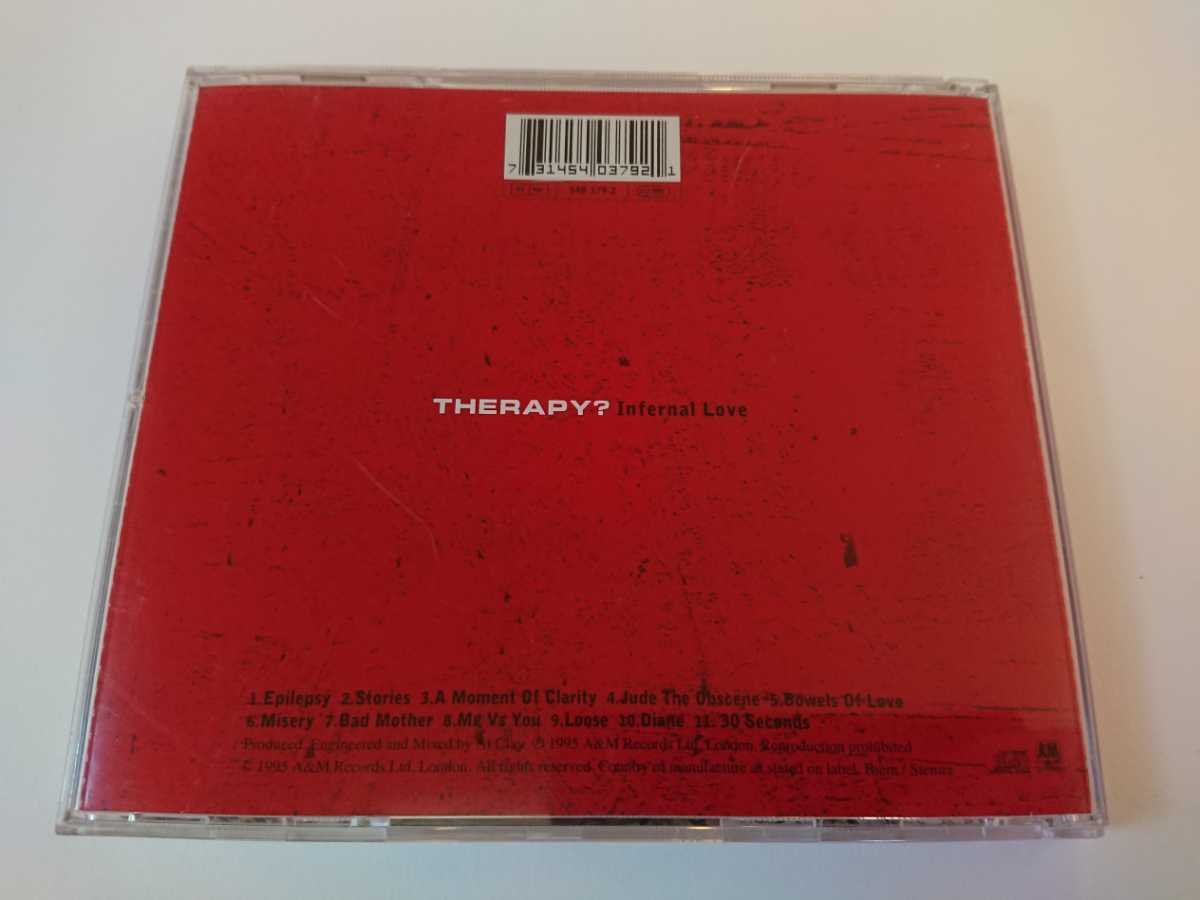 7 31454 03792 1
540 379-2
THERAPY? Infernal Love
1.Epilepsy 2.Stories 3.A Moment Of Clarity 4.Jude The Obscene 5.Bowels Of Love
6.Misery 7.Bad Mother 8.Me Vs You 9.Loose 10.Diane 11. 30 Seconds
Produced, Engineered and Mixed by Al Clay. ℗ 1995 A&M Records Ltd, London. Reproduction prohibited
© 1995 A&M Records Ltd, London. All rights reserved. Country of manufacture as stated on label. Biem / Stemra
A&M